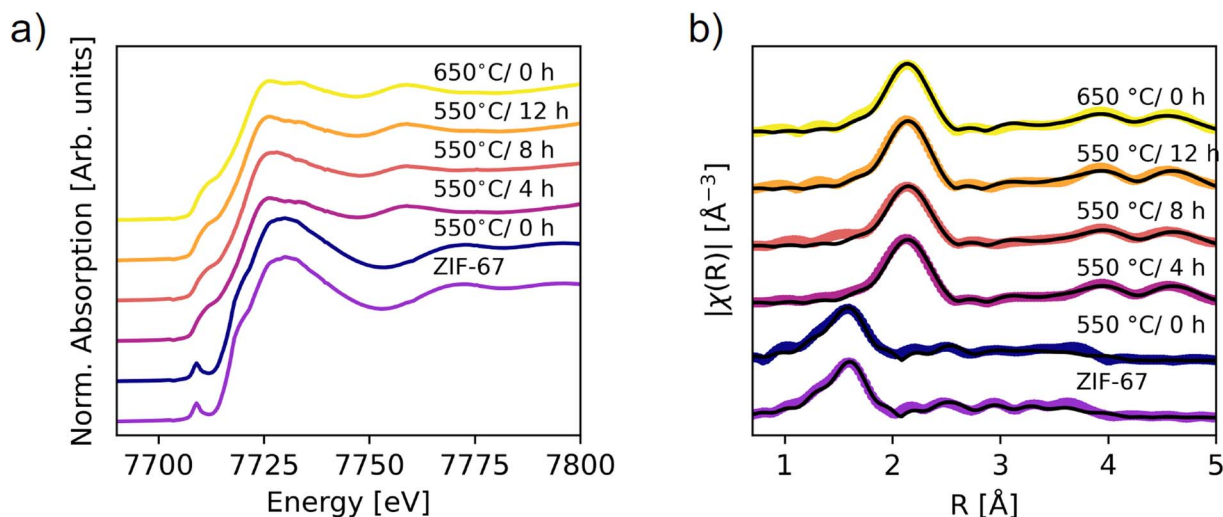 a)
Norm. Absorption [Arb. units]
650°C/ 0 h
550°C/ 12 h
550°C/ 8 h
550°C/ 4 h
550°C/ 0 h
ZIF-67
7700 7725 7750 7775 7800
Energy [eV]
b)
|χ(R)| [Å⁻³]
650 °C/ 0 h
550 °C/ 12 h
550 °C/ 8 h
550 °C/ 4 h
550 °C/ 0 h
ZIF-67
1 2 3 4 5
R [Å]